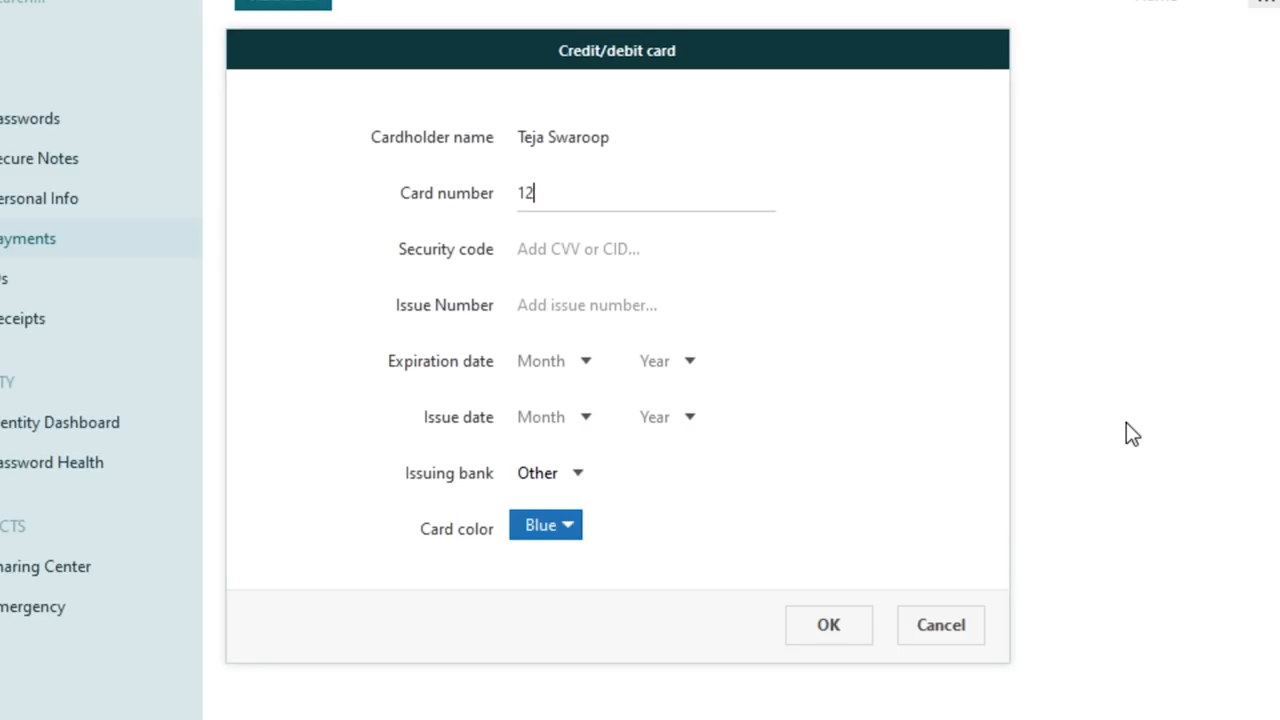 Credit/debit card
asswords
Cardholder name Teja Swaroop
ecure Notes
Card number 12
ersonal Info
ayments
Security code Add CVV or CID...
s
Issue Number Add issue number...
eceipts
Expiration date Month Year
TY
Issue date Month Year
entity Dashboard
assword Health
Issuing bank Other
CTS
Card color Blue
haring Center
mergency
OK Cancel